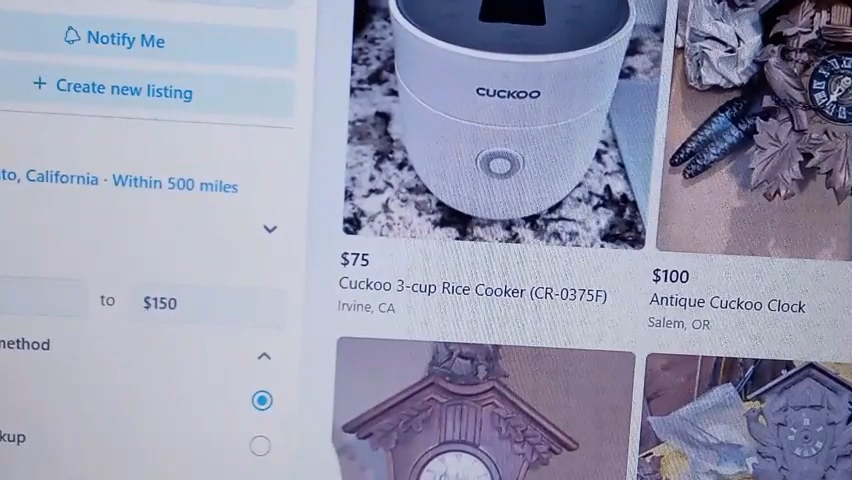 Notify Me
+ Create new listing
to, California · Within 500 miles
to
$150
method
kup
CUCKOO
$75
Cuckoo 3-cup Rice Cooker (CR-0375F)
Irvine, CA
$100
Antique Cuckoo Clock
Salem, OR